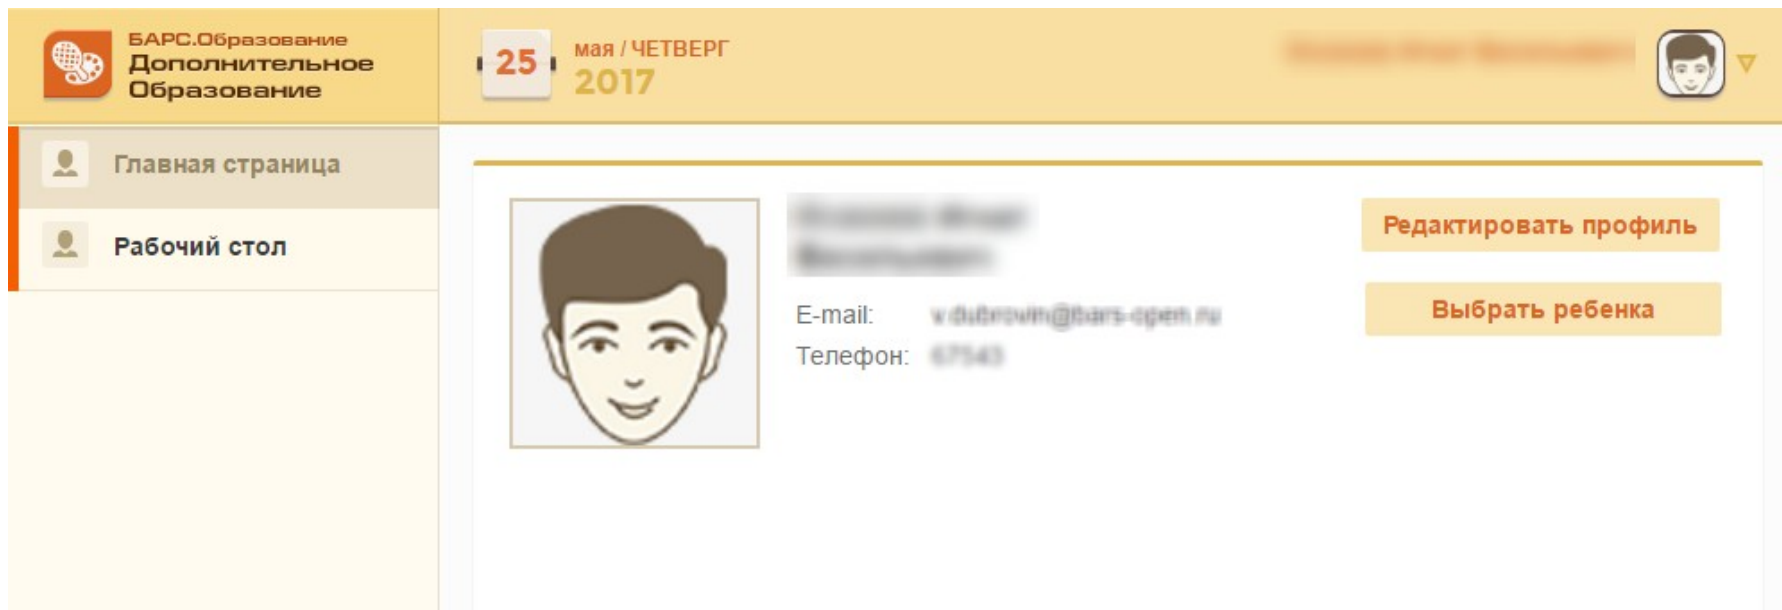 БАРС.Образование
Дополнительное
Образование
25
мая / ЧЕТВЕРГ
2017
Главная страница
Рабочий стол
Редактировать профиль
E-mail:
Выбрать ребенка
Телефон: